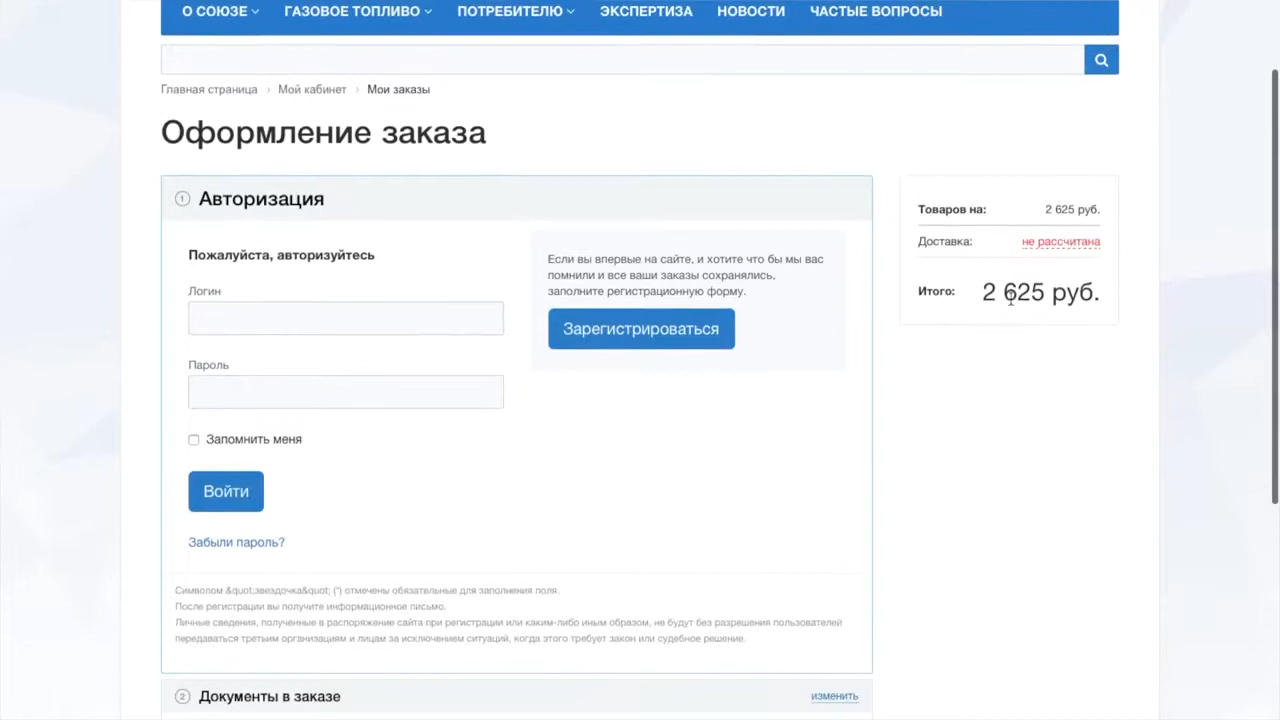 О СОЮЗЕ ГАЗОВОЕ ТОПЛИВО ПОТРЕБИТЕЛЮ ЭКСПЕРТИЗА НОВОСТИ ЧАСТЫЕ ВОПРОСЫ
Главная страница › Мой кабинет › Мои заказы
Оформление заказа
1 Авторизация
Пожалуйста, авторизуйтесь
Логин
Пароль
Запомнить меня
Войти
Забыли пароль?
Если вы впервые на сайте, и хотите что бы мы вас
помнили и все ваши заказы сохранялись,
заполните регистрационную форму.
Зарегистрироваться
Символом &quot;звездочка&quot; (*) отмечены обязательные для заполнения поля.
После регистрации вы получите информационное письмо.
Личные сведения, полученные в распоряжение сайта при регистрации или каким-либо иным образом, не будут без разрешения пользователей
передаваться третьим организациям и лицам за исключением ситуаций, когда этого требует закон или судебное решение.
2 Документы в заказе изменить
Товаров на: 2 625 руб.
Доставка: не рассчитана
Итого: 2 625 руб.